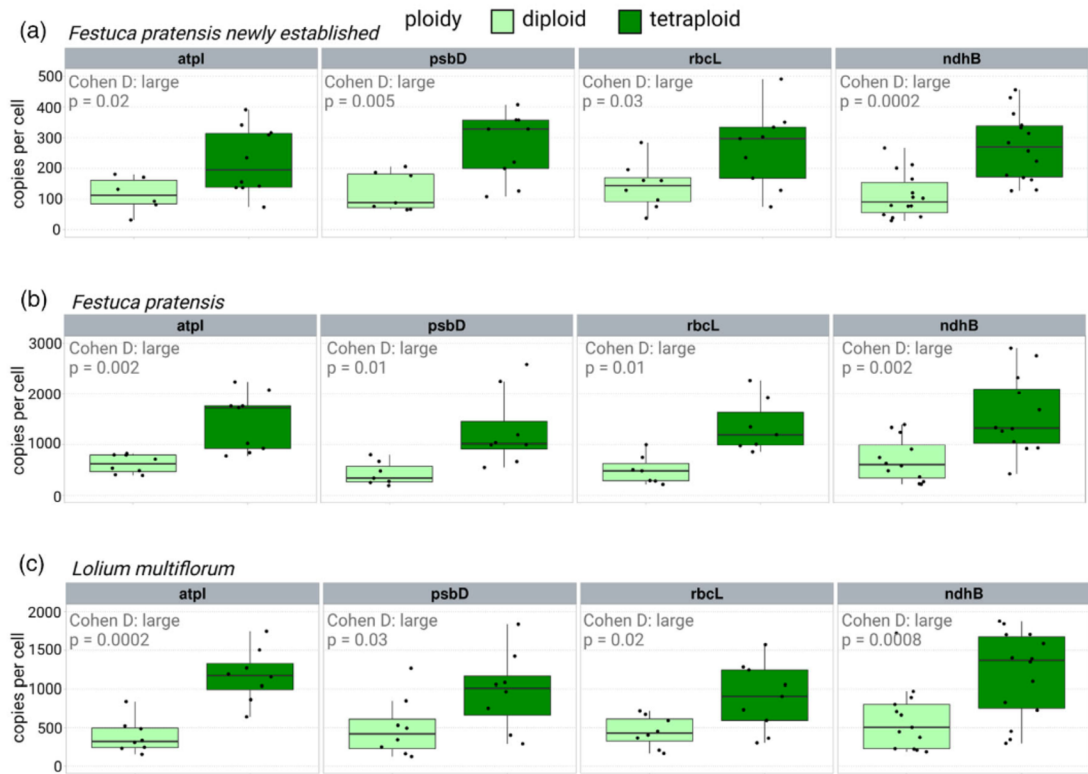 ploidy diploid tetraploid
(a) Festuca pratensis newly established
atpI psbD rbcL ndhB
Cohen D: large Cohen D: large Cohen D: large Cohen D: large
p = 0.02 p = 0.005 p = 0.03 p = 0.0002
copies per cell
500
400
300
200
100
0
(b) Festuca pratensis
atpI psbD rbcL ndhB
Cohen D: large Cohen D: large Cohen D: large Cohen D: large
p = 0.002 p = 0.01 p = 0.01 p = 0.002
copies per cell
3000
2000
1000
0
(c) Lolium multiflorum
atpI psbD rbcL ndhB
Cohen D: large Cohen D: large Cohen D: large Cohen D: large
p = 0.0002 p = 0.03 p = 0.02 p = 0.0008
copies per cell
2000
1500
1000
500
0